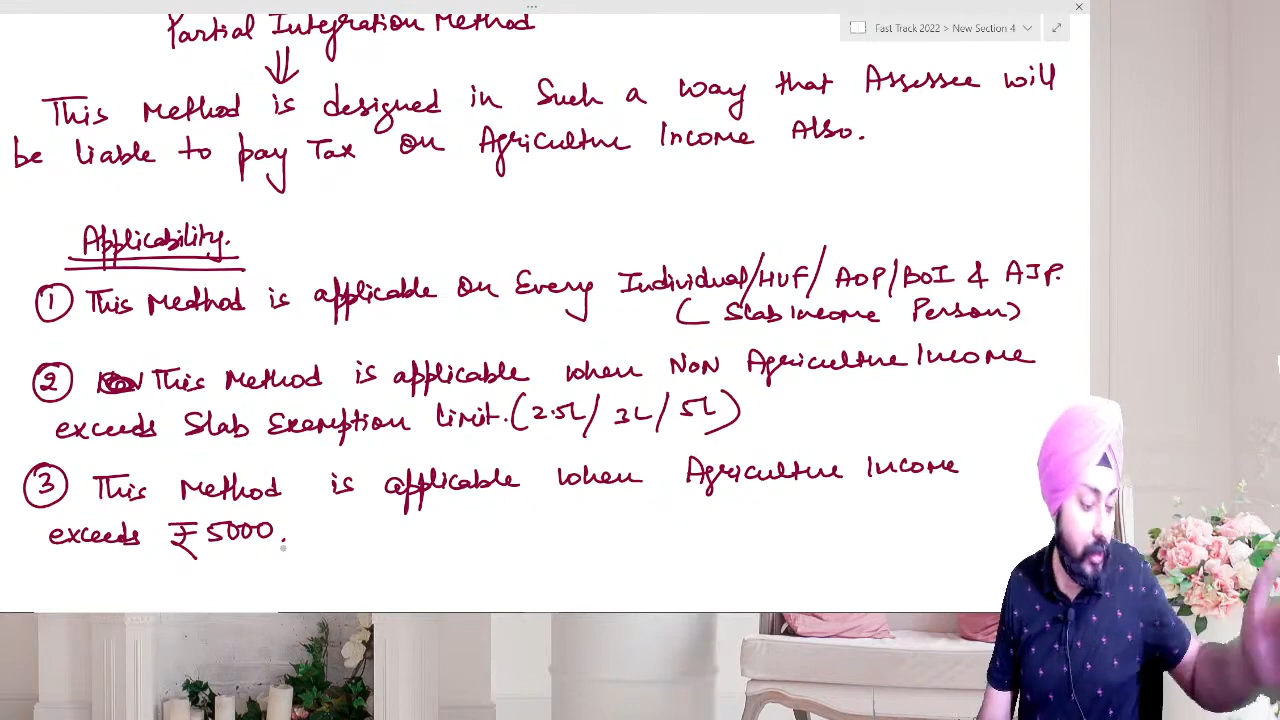 Partial Integration Method
Fast Track 2022 > New Section 4
This Method is designed in Such a way that Assessee will
be liable to pay Tax on Agriculture Income Also.
Applicability.
① This Method is applicable on Every Individual/HUF/ AOP/BOI & AJP.
( Slab Income Person)
② This Method is applicable when Non Agriculture Income
exceeds Slab Exemption limit. (2.5L/ 3L/ 5L)
③ This Method is applicable when Agriculture Income
exceeds ₹ 5000.